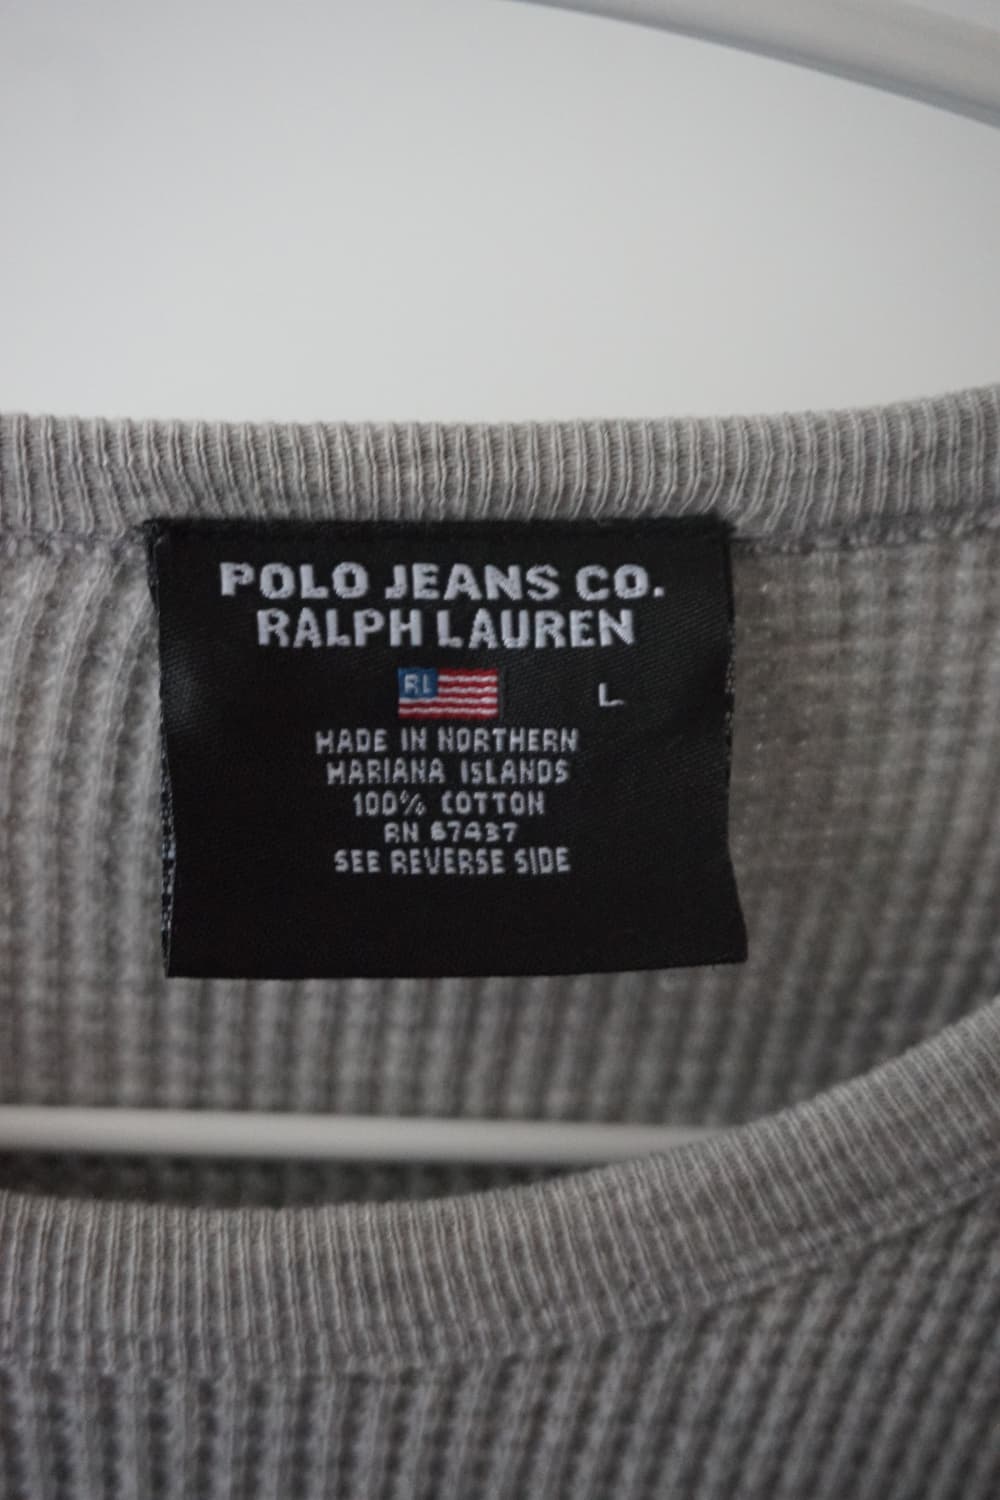 POLO JEANS CO.
RALPH LAUREN
RL
L
MADE IN NORTHERN
MARIANA ISLANDS
100% COTTON
RN 67437
SEE REVERSE SIDE